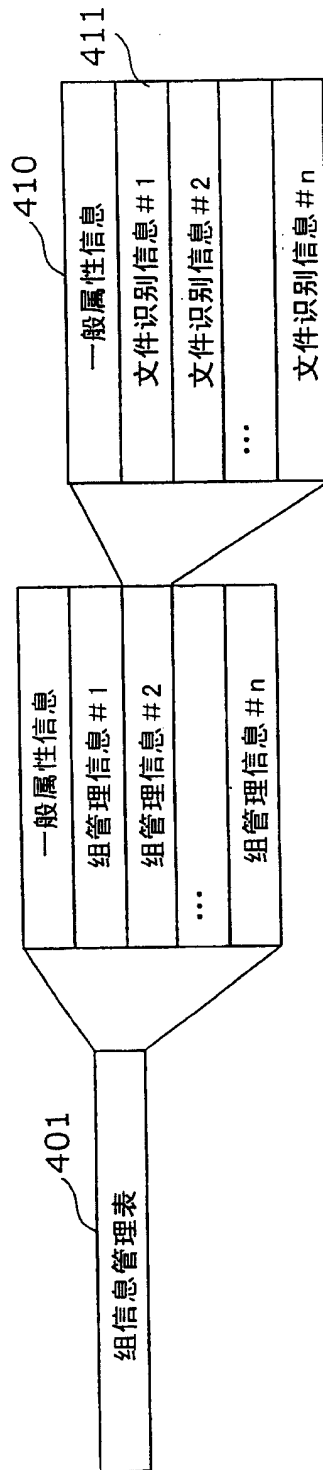 401
组信息管理表
一般属性信息
组管理信息#1
组管理信息#2
...
组管理信息#n
410
一般属性信息
411
文件识别信息#1
文件识别信息#2
...
文件识别信息#n